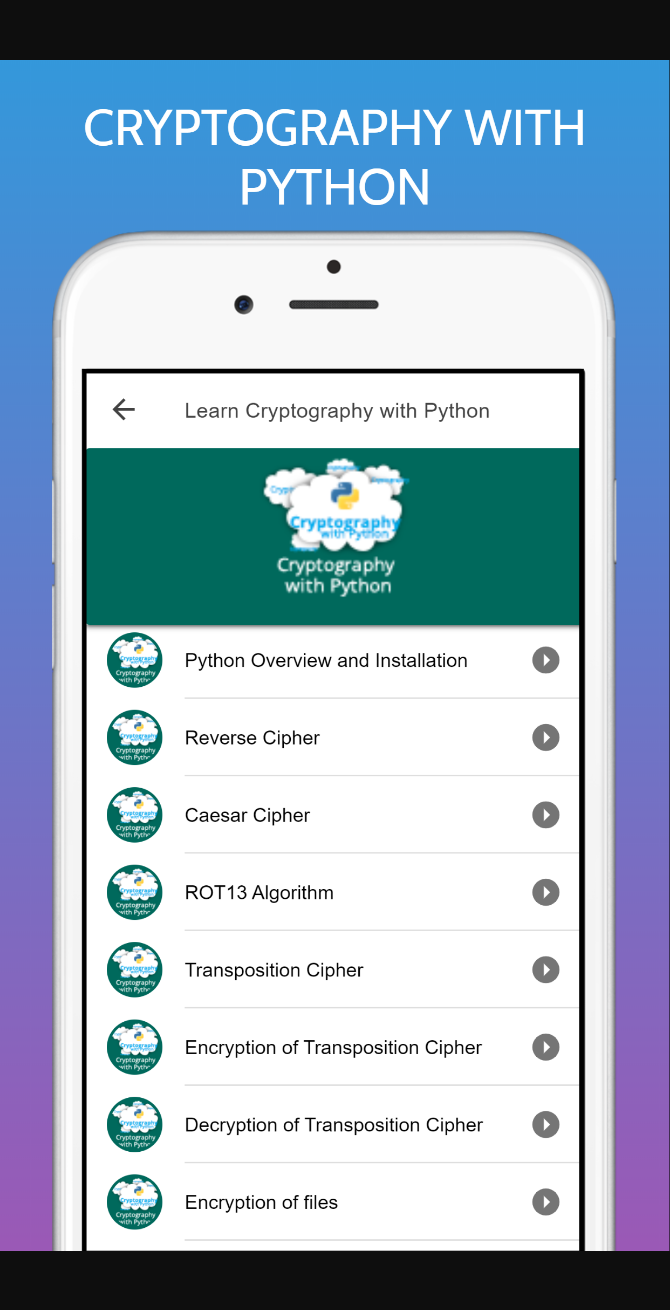 CRYPTOGRAPHY WITH
PYTHON
Learn Cryptography with Python
Cryptography
with Python
Cryptography
with Python
Python Overview and Installation
Reverse Cipher
Caesar Cipher
ROT13 Algorithm
Transposition Cipher
Encryption of Transposition Cipher
Decryption of Transposition Cipher
Encryption of files